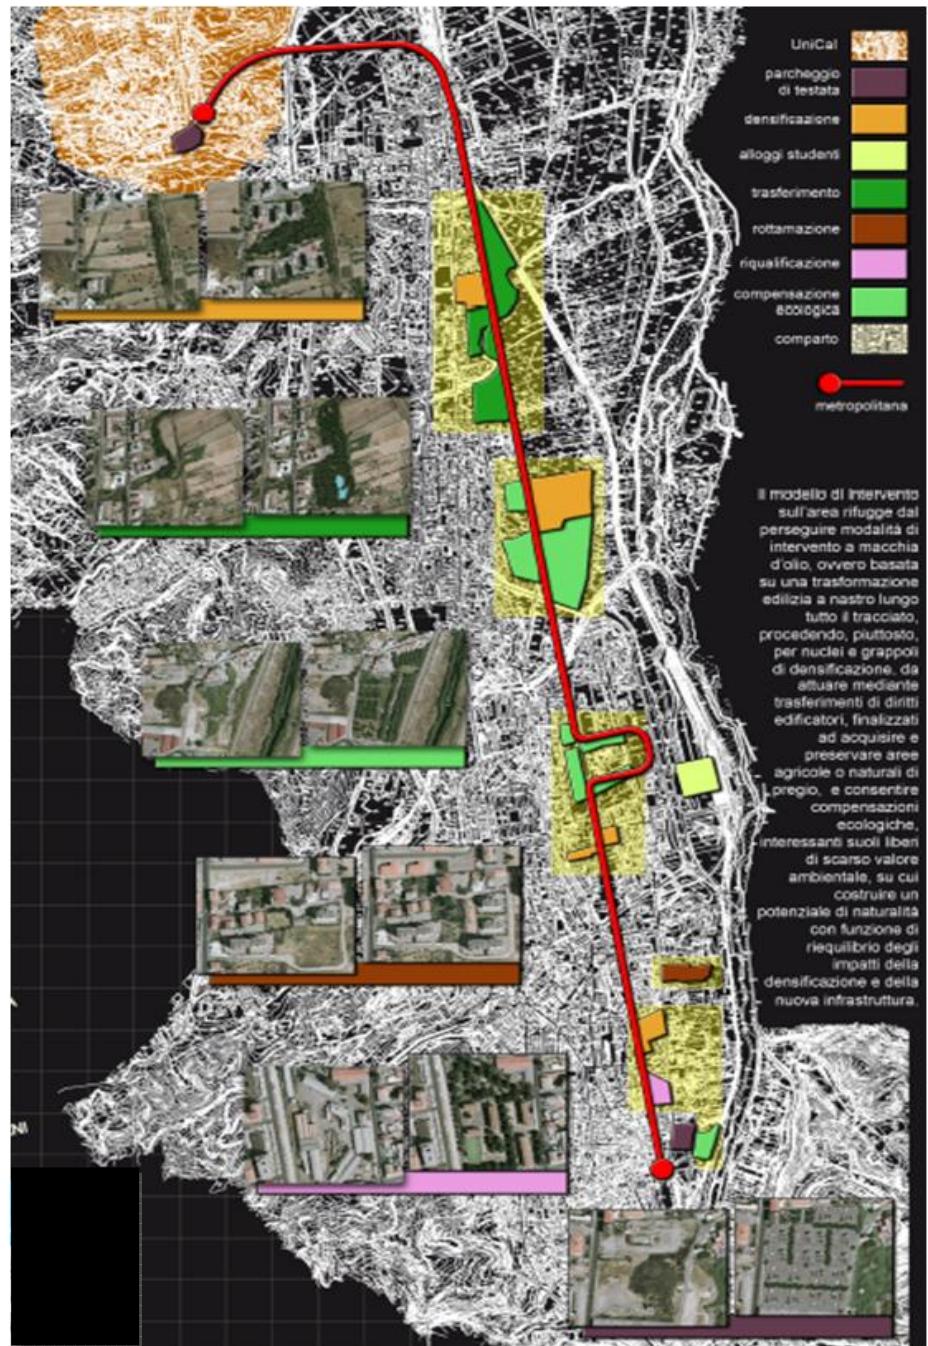 UniCal
parcheggio
di testata
densificazione
alloggi studenti
trasferimento
rottamazione
riqualificazione
compensazione
ecologica
comparto
metropolitana
Il modello di intervento
sull'area rifugge dal
perseguire modalità di
intervento a macchia
d'olio, ovvero basata
su una trasformazione
edilizia a nastro lungo
tutto il tracciato,
procedendo, piuttosto,
per nuclei e grappoli
di densificazione, da
attuare mediante
trasferimenti di diritti
edificatori, finalizzati
ad acquisire e
preservare aree
agricole o naturali di
pregio, e consentire
compensazioni
ecologiche,
interessanti suoli liberi
di scarso valore
ambientale, su cui
costruire un
potenziale di naturalità
con funzione di
riequilibrio degli
impatti della
densificazione e della
nuova infrastruttura.